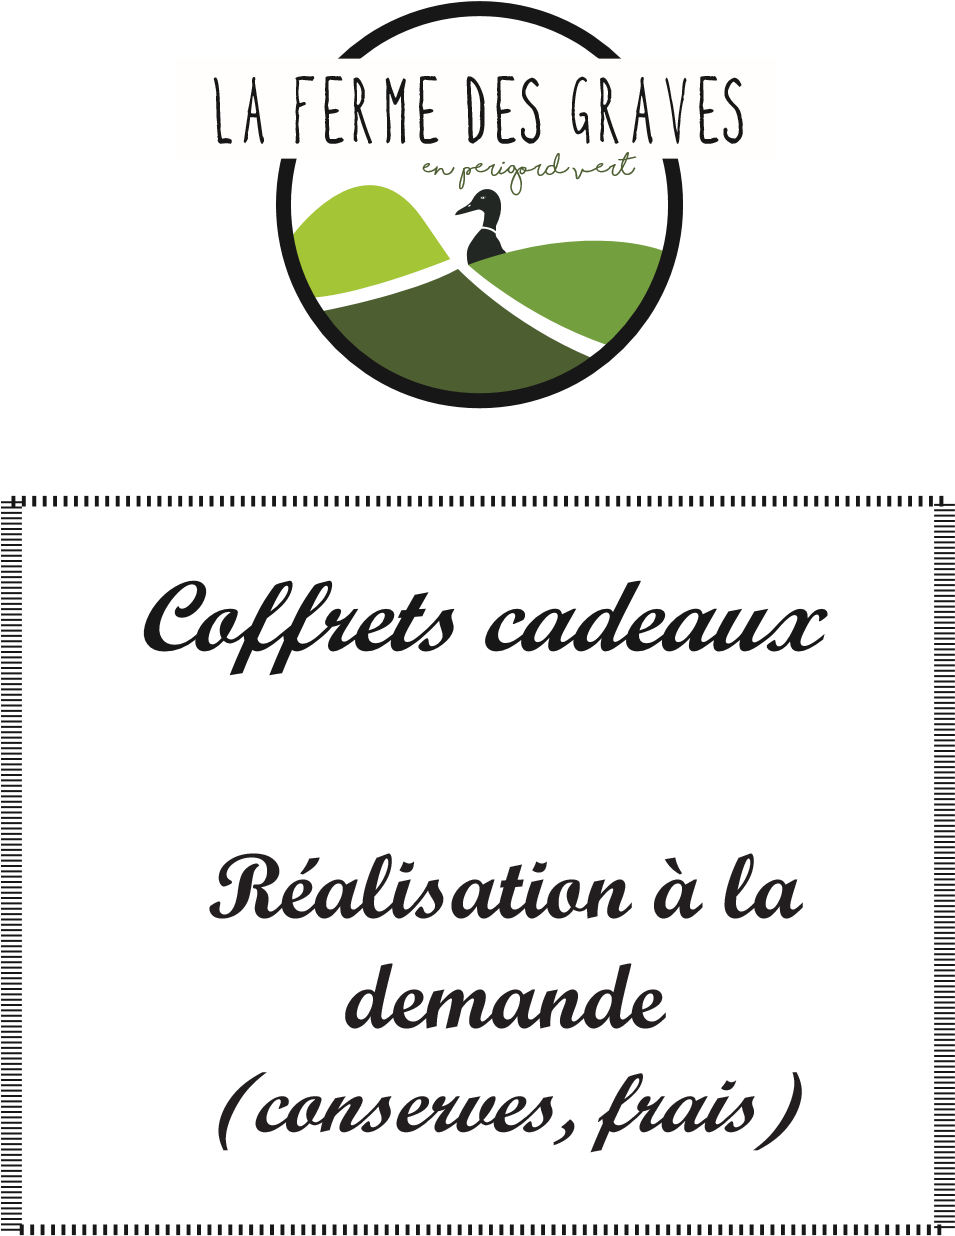 LA FERME DES GRAVES
en perigord vert
Coffrets cadeaux
Réalisation à la
demande
(conserves, frais)